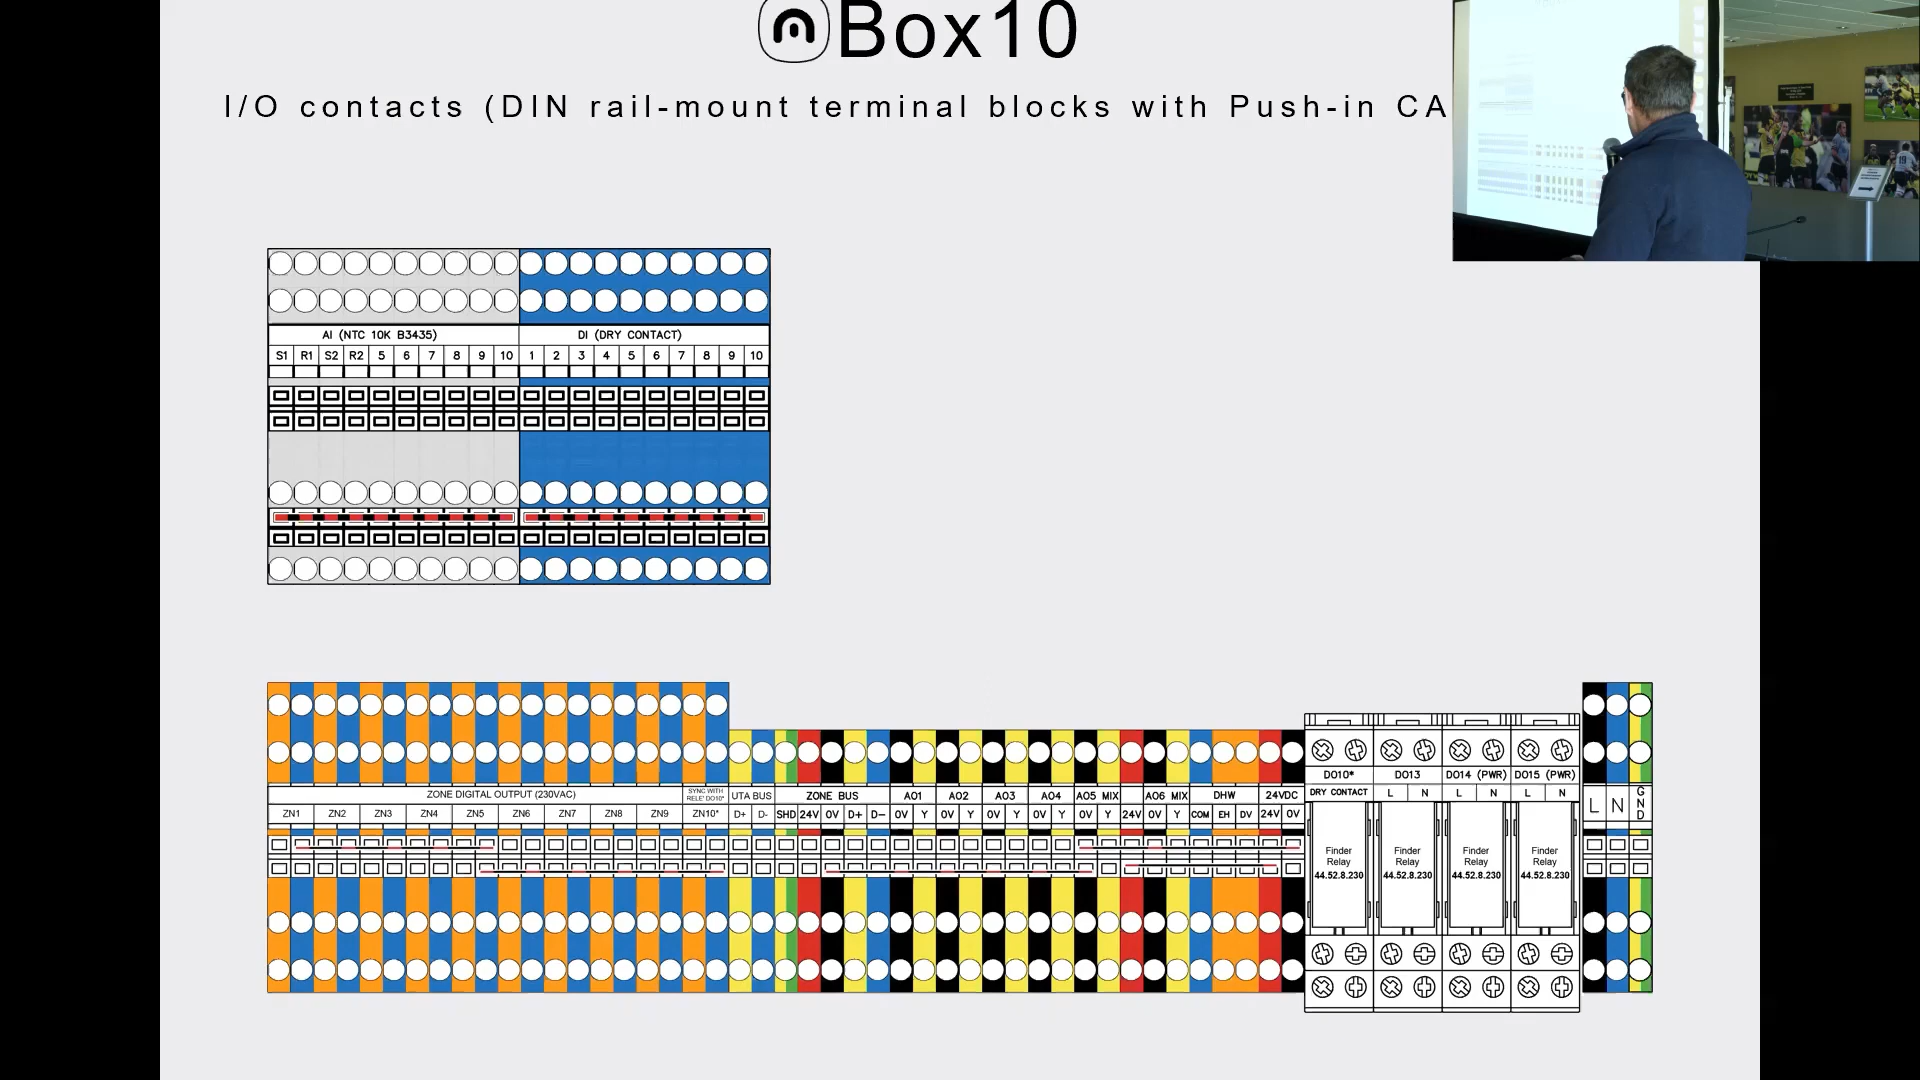 Box10
I/O contacts (DIN rail-mount terminal blocks with Push-in CA
AI (NTC 10K B3435) DI (DRY CONTACT)
S1 R1 S2 R2 5 6 7 8 9 10 1 2 3 4 5 6 7 8 9 10
ZONE DIGITAL OUTPUT (230VAC) SYNC WITH RELE' DO10* UTA BUS ZONE BUS AO1 AO2 AO3 AO4 AO5 MIX AO6 MIX DHW 24VDC
ZN1 ZN2 ZN3 ZN4 ZN5 ZN6 ZN7 ZN8 ZN9 ZN10* D+ D- SHD 24V 0V D+ D- 0V Y 0V Y 0V Y 0V Y 0V Y 24V 0V Y COM EH DV 24V 0V
DO10* DO13 DO14 (PWR) DO15 (PWR)
DRY CONTACT L N L N L N
Finder Relay 44.52.8.230
Finder Relay 44.52.8.230
Finder Relay 44.52.8.230
Finder Relay 44.52.8.230
L N GND